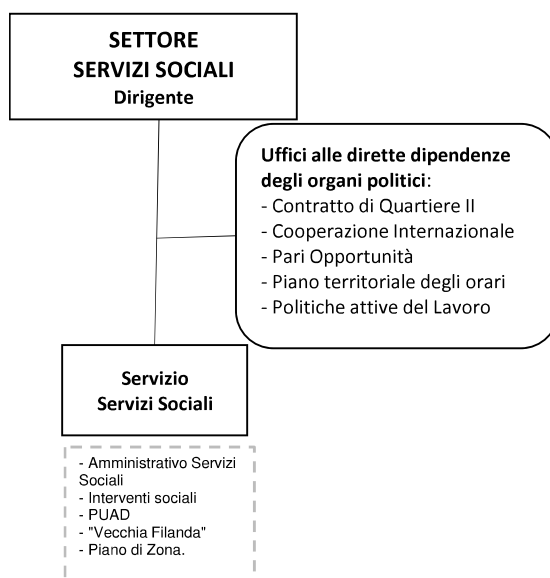 SETTORE
SERVIZI SOCIALI
Dirigente
Uffici alle dirette dipendenze
degli organi politici:
- Contratto di Quartiere II
- Cooperazione Internazionale
- Pari Opportunità
- Piano territoriale degli orari
- Politiche attive del Lavoro
Servizio
Servizi Sociali
- Amministrativo Servizi
Sociali
- Interventi sociali
- PUAD
- "Vecchia Filanda"
- Piano di Zona.